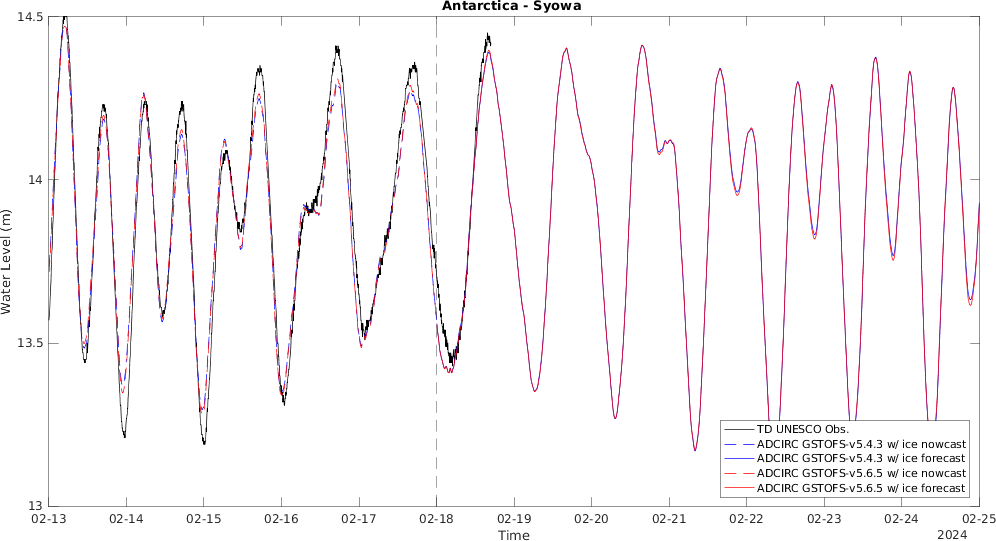 Antarctica - Syowa
14.5
14
13.5
13
Water Level (m)
TD UNESCO Obs.
ADCIRC GSTOFS-v5.4.3 w/ ice nowcast
ADCIRC GSTOFS-v5.4.3 w/ ice forecast
ADCIRC GSTOFS-v5.6.5 w/ ice nowcast
ADCIRC GSTOFS-v5.6.5 w/ ice forecast
02-13 02-14 02-15 02-16 02-17 02-18 02-19 02-20 02-21 02-22 02-23 02-24 02-25
Time
2024